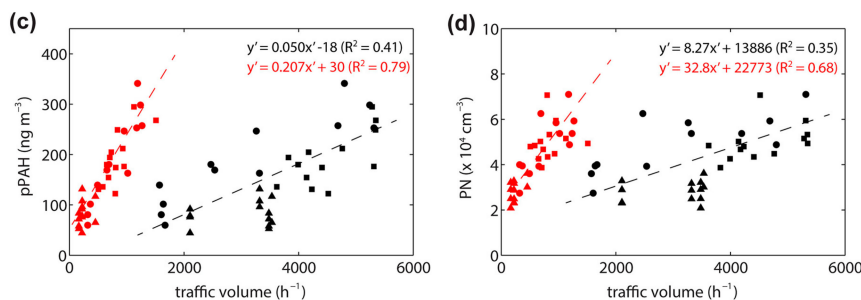 (c)
y' = 0.050x' -18 (R² = 0.41)
y' = 0.207x' + 30 (R² = 0.79)
pPAH (ng m⁻³)
400
300
200
100
0
0 2000 4000 6000
traffic volume (h⁻¹)
(d)
y' = 8.27x' + 13886 (R² = 0.35)
y' = 32.8x' + 22773 (R² = 0.68)
PN (x 10⁴ cm⁻³)
10
8
6
4
2
0
0 2000 4000 6000
traffic volume (h⁻¹)